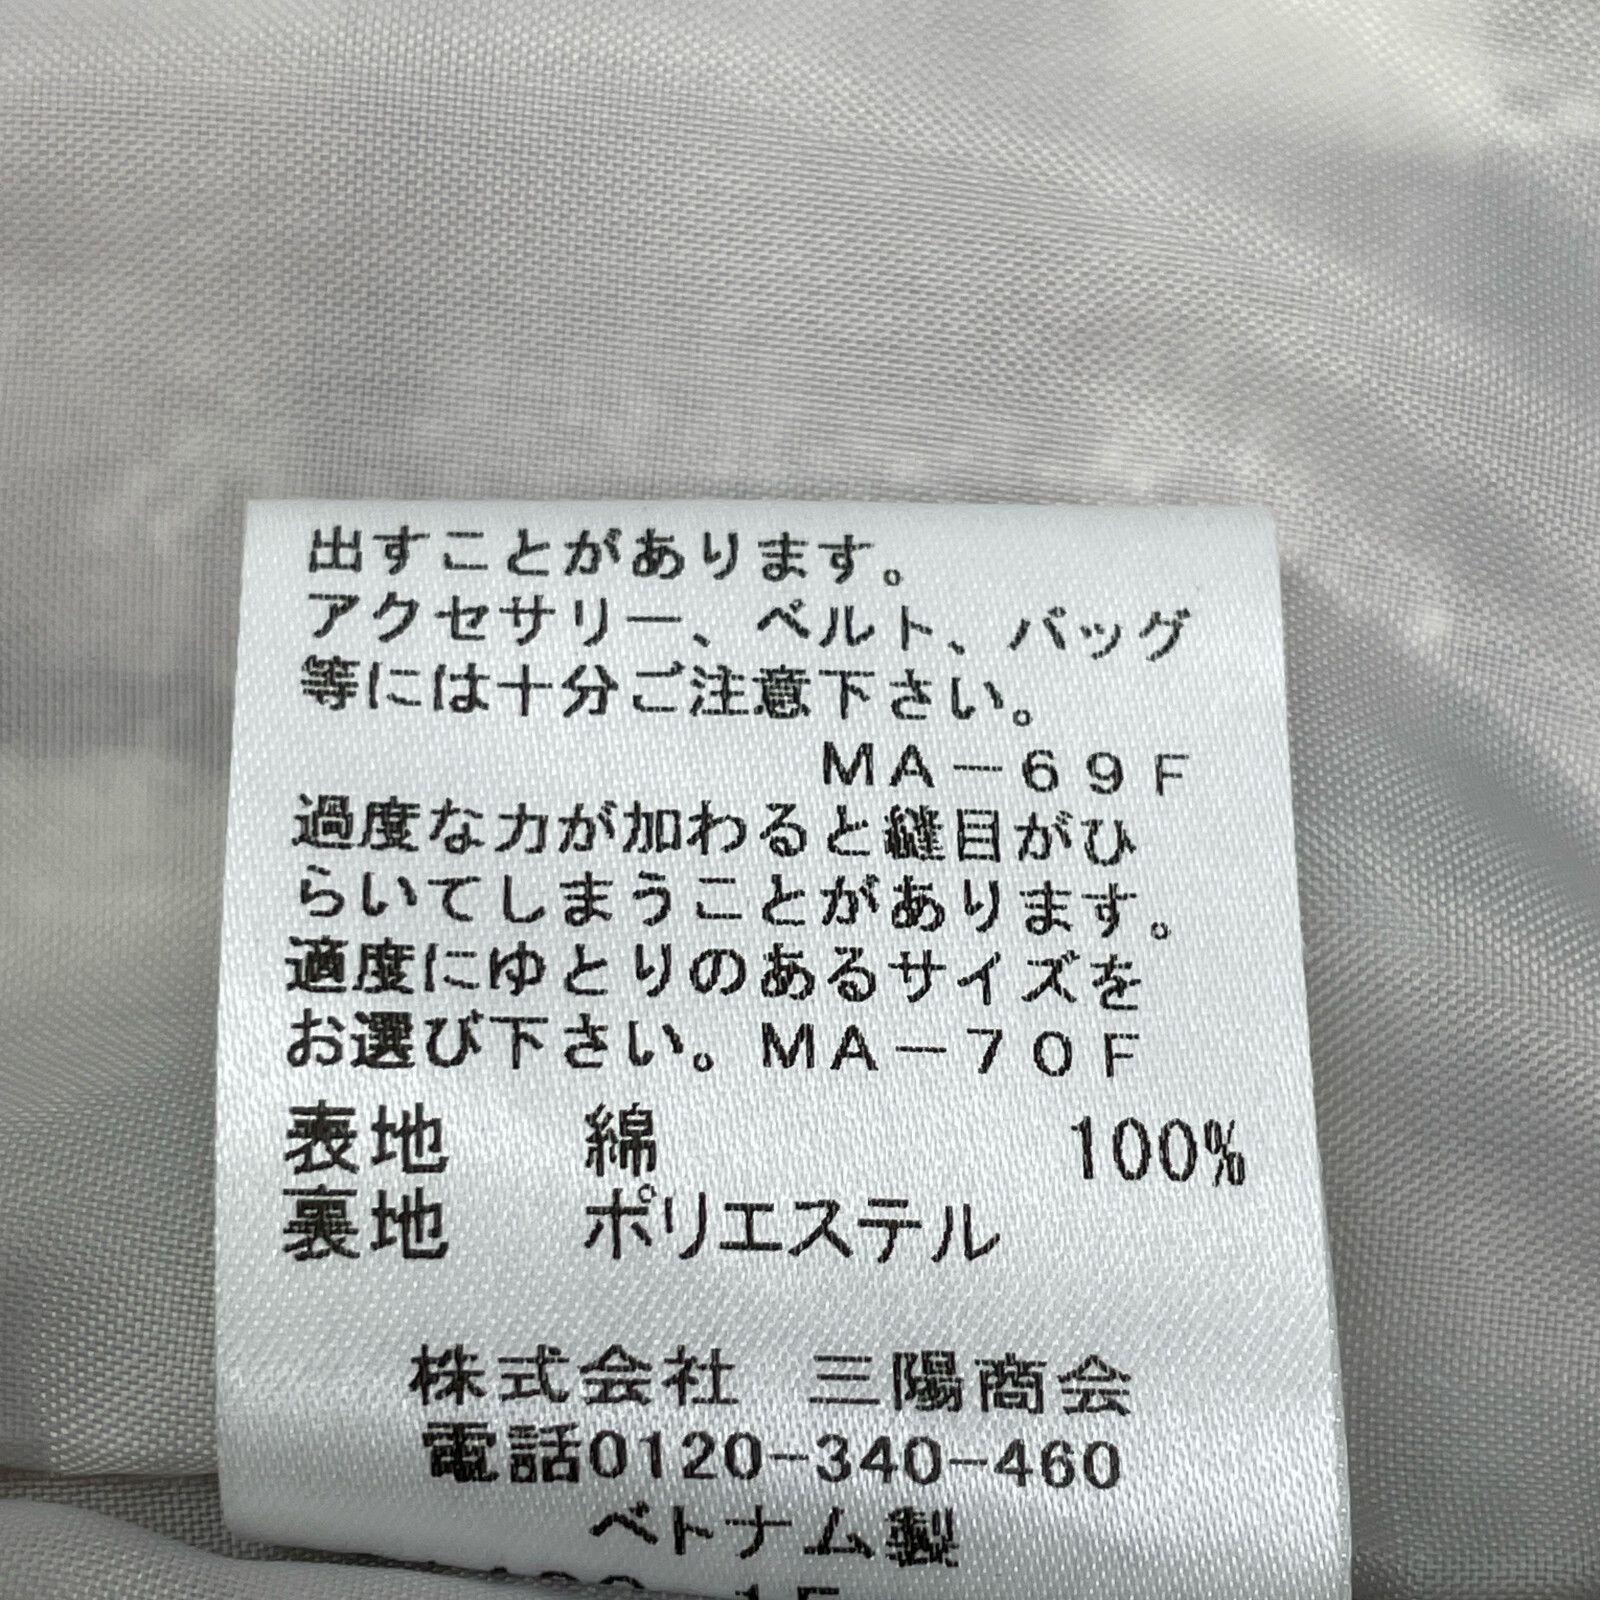 出すことがあります。
アクセサリー、ベルト、バッグ
等には十分ご注意下さい。
MA－69F
過度な力が加わると縫目がひ
らいてしまうことがあります。
適度にゆとりのあるサイズを
お選び下さい。MA－70F
表地 綿 100%
裏地 ポリエステル
株式会社 三陽商会
電話0120-340-460
ベトナム製